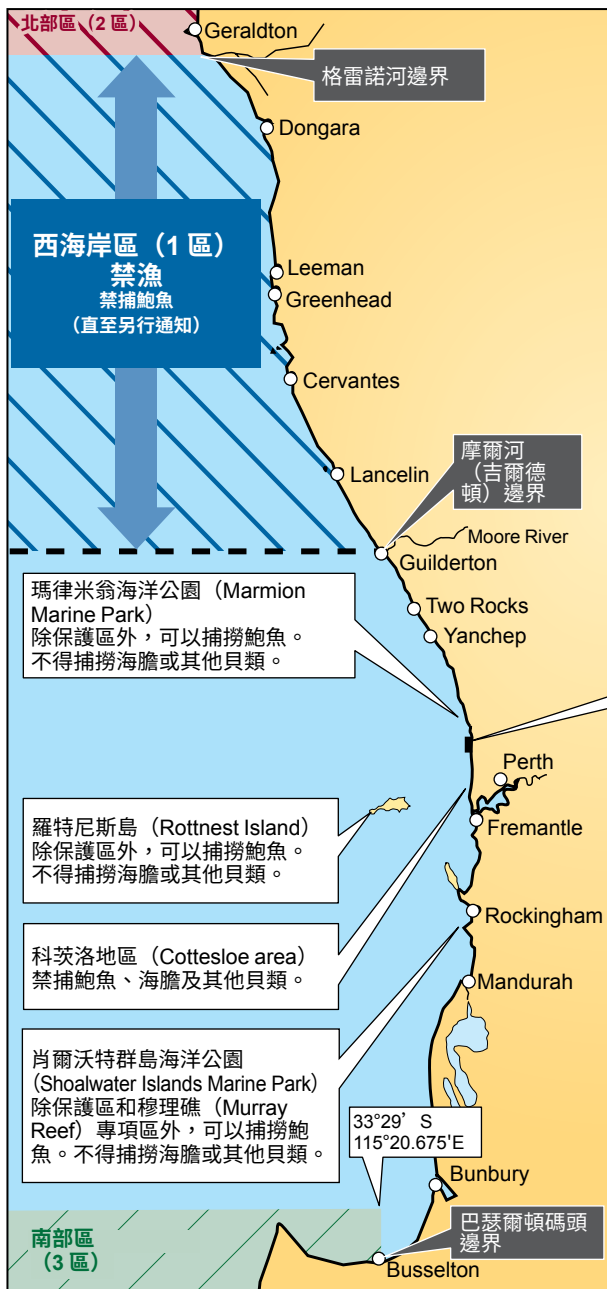 北部區（2 區）
Geraldton
格雷諾河邊界
Dongara
西海岸區（1 區）
禁漁
禁捕鮑魚
（直至另行通知）
Leeman
Greenhead
Cervantes
Lancelin
摩爾河
（吉爾德
頓）邊界
Moore River
Guilderton
瑪律米翁海洋公園（Marmion
Marine Park）
除保護區外，可以捕撈鮑魚。
不得捕撈海膽或其他貝類。
Two Rocks
Yanchep
Perth
羅特尼斯島（Rottnest Island）
除保護區外，可以捕撈鮑魚。
不得捕撈海膽或其他貝類。
Fremantle
Rockingham
科茨洛地區（Cottesloe area）
禁捕鮑魚、海膽及其他貝類。
Mandurah
肖爾沃特群島海洋公園
（Shoalwater Islands Marine Park）
除保護區和穆理礁（Murray
Reef）專項區外，可以捕撈鮑
魚。不得捕撈海膽或其他貝類。
33°29’ S
115°20.675'E
Bunbury
巴瑟爾頓碼頭
邊界
南部區
（3 區）
Busselton